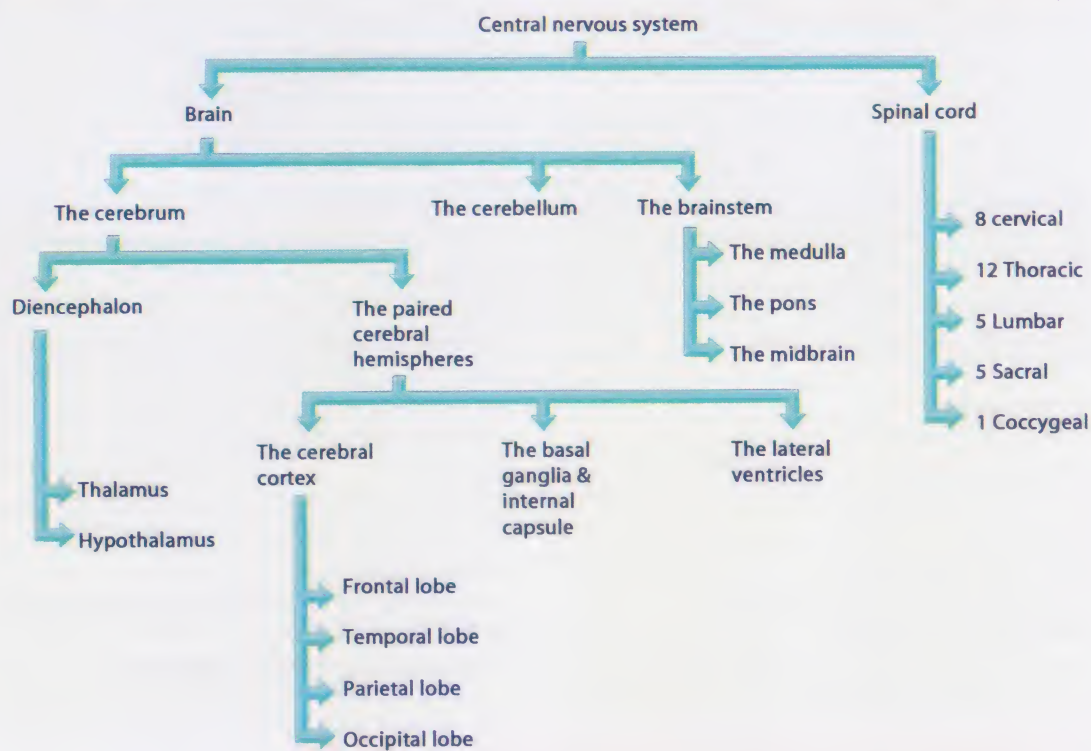 Central nervous system
Brain
Spinal cord
The cerebrum
The cerebellum
The brainstem
8 cervical
The medulla
12 Thoracic
Diencephalon
The paired
cerebral
hemispheres
The pons
5 Lumbar
The midbrain
5 Sacral
1 Coccygeal
The cerebral
cortex
The basal
ganglia &
internal
capsule
The lateral
ventricles
Thalamus
Hypothalamus
Frontal lobe
Temporal lobe
Parietal lobe
Occipital lobe